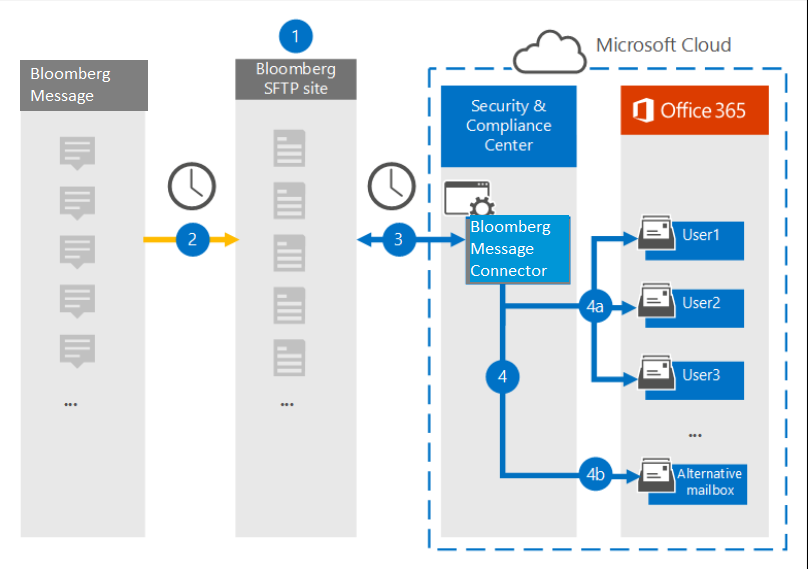 1
Microsoft Cloud
Bloomberg
Message
Bloomberg
SFTP site
Security &
Compliance
Center
Office 365
2
3
Bloomberg
Message
Connector
User1
4a
User2
4
User3
...
...
...
4b
Alternative
mailbox